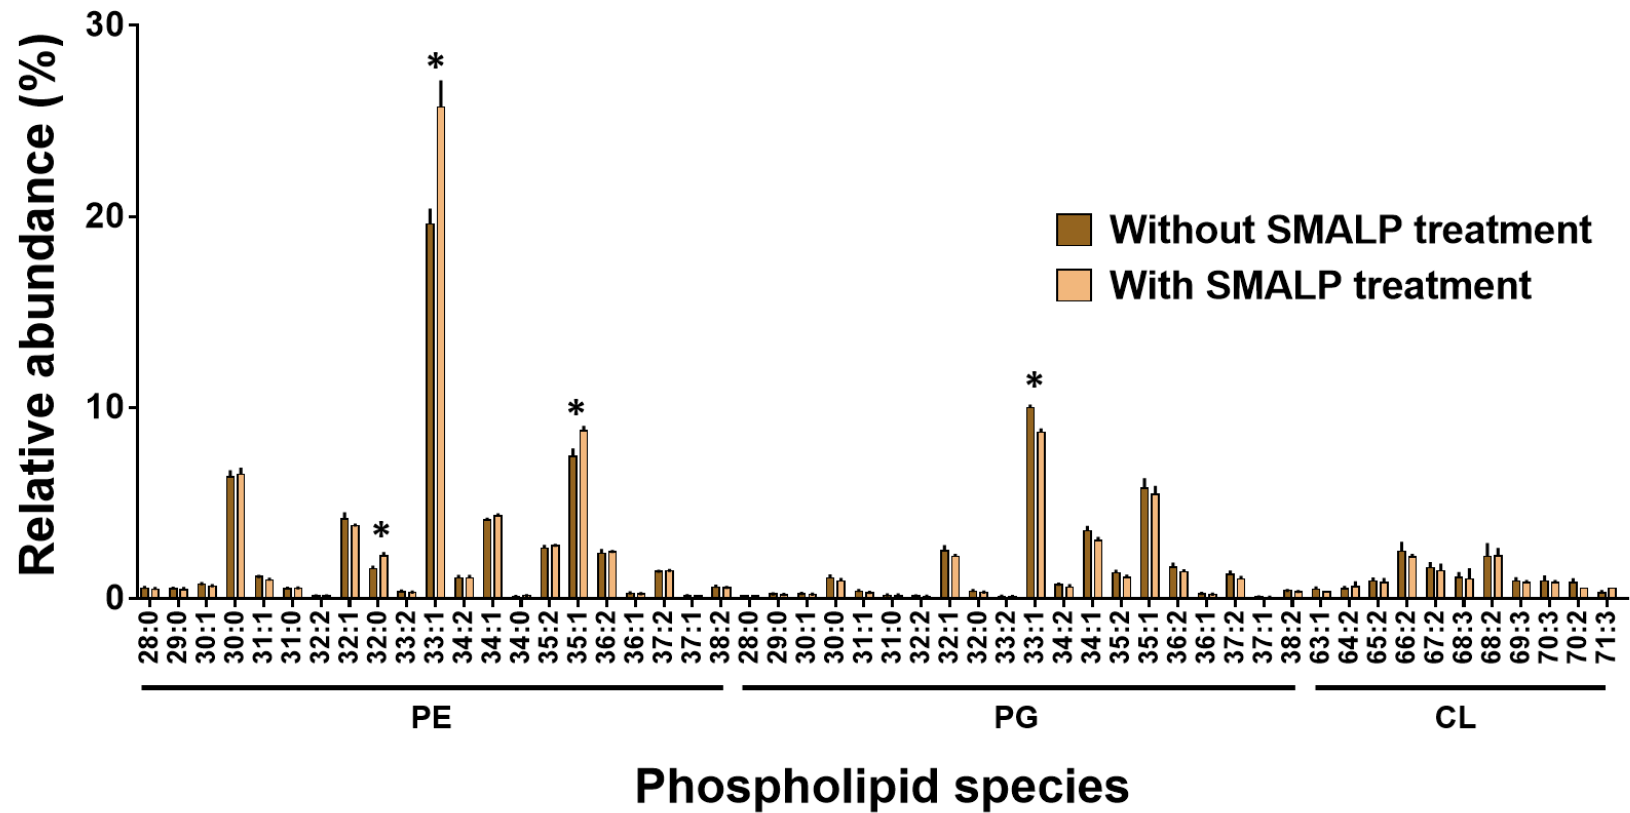 Relative abundance (%)
30
20
10
0
*
*
*
*
Without SMALP treatment
With SMALP treatment
28:0 29:0 30:1 30:0 31:1 31:0 32:2 32:1 32:0 33:2 33:1 34:2 34:1 34:0 35:2 35:1 36:2 36:1 37:2 37:1 38:2 28:0 29:0 30:1 30:0 31:1 31:0 32:2 32:1 32:0 33:2 33:1 34:2 34:1 35:2 35:1 36:2 36:1 37:2 37:1 38:2 63:1 64:2 65:2 66:2 67:2 68:3 68:2 69:3 70:3 70:2 71:3
PE PG CL
Phospholipid species